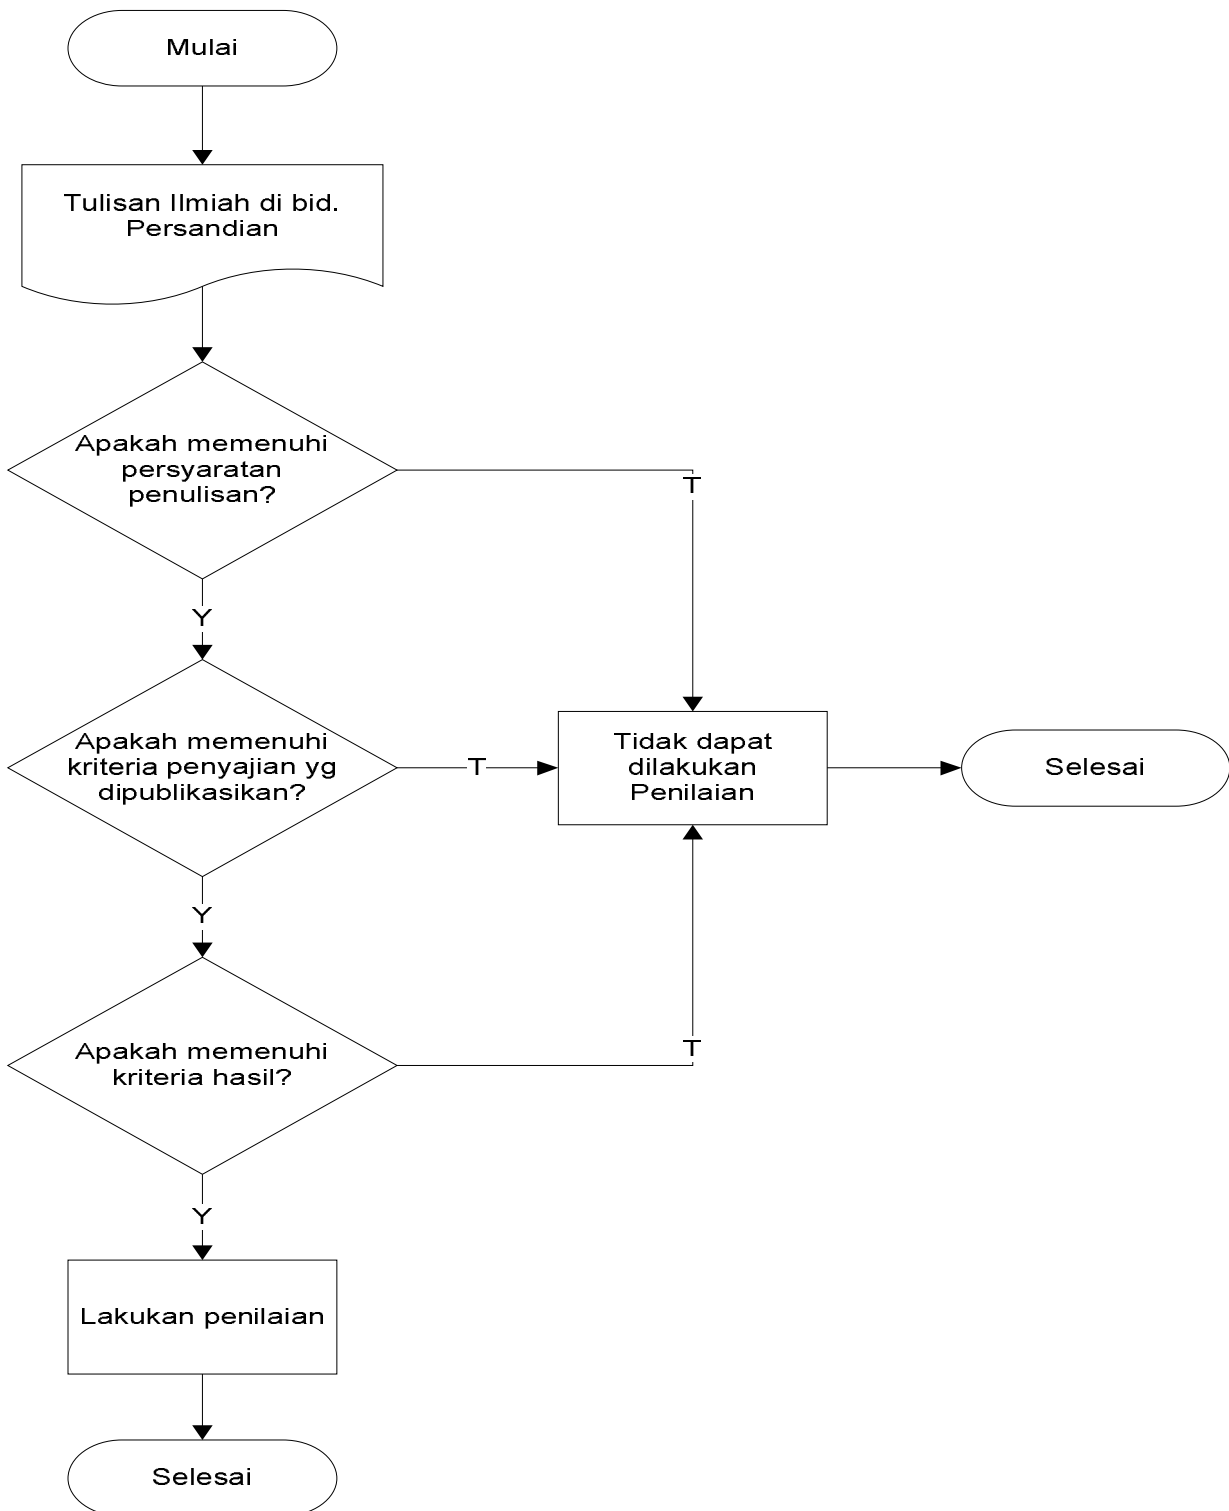 Mulai
Tulisan Ilmiah di bid.
Persandian
Apakah memenuhi
persyaratan
penulisan?
T
Y
Apakah memenuhi
kriteria penyajian yg
dipublikasikan?
T
Tidak dapat
dilakukan
Penilaian
Selesai
Y
Apakah memenuhi
kriteria hasil?
T
Y
Lakukan penilaian
Selesai